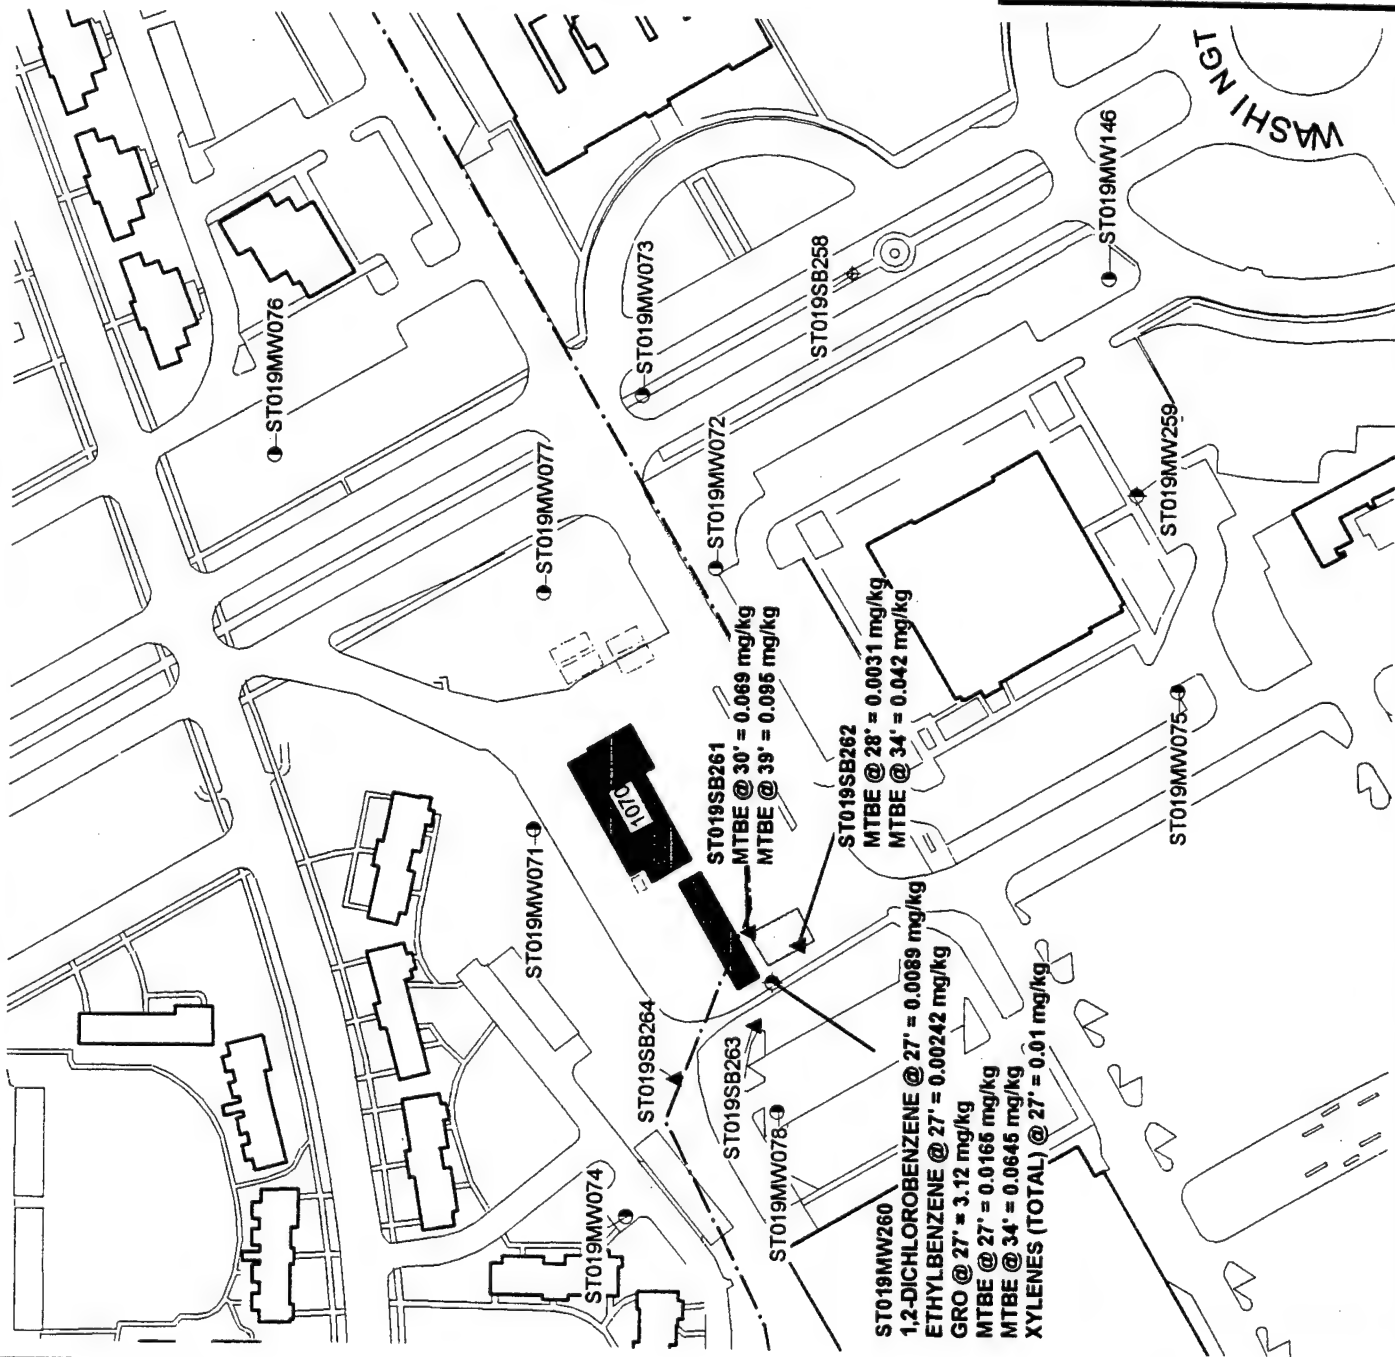 WASHINGT
ST019MW146
ST019MW076
ST019MW073
ST019SB258
ST019MW077
ST019MW072
ST019MW259
1070
ST019MW071
ST019SB261
MTBE @ 30' = 0.069 mg/kg
MTBE @ 39' = 0.095 mg/kg
ST019SB262
MTBE @ 28' = 0.0031 mg/kg
MTBE @ 34' = 0.042 mg/kg
ST019MW075
ST019SB264
ST019SB263
ST019MW078
ST019MW074
ST019MW260
1,2-DICHLOROBENZENE @ 27' = 0.0089 mg/kg
ETHYLBENZENE @ 27' = 0.00242 mg/kg
GRO @ 27' = 3.12 mg/kg
MTBE @ 27' = 0.0165 mg/kg
MTBE @ 34' = 0.0645 mg/kg
XYLENES (TOTAL) @ 27' = 0.01 mg/kg